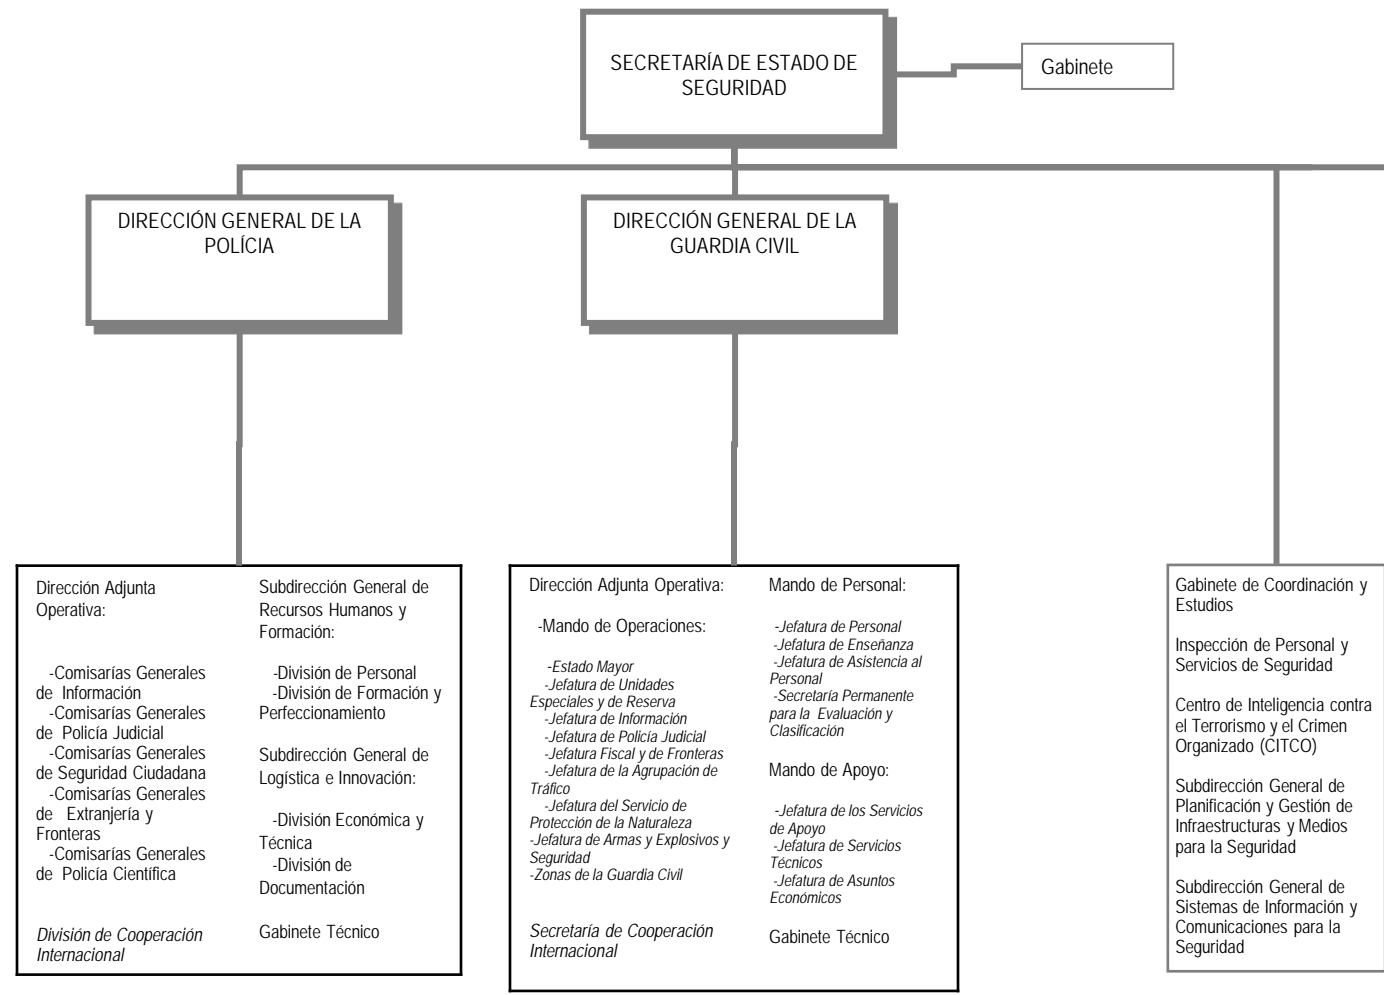 SECRETARÍA DE ESTADO DE
SEGURIDAD
Gabinete
DIRECCIÓN GENERAL DE LA
POLÍCIA
DIRECCIÓN GENERAL DE LA
GUARDIA CIVIL
Dirección Adjunta
Operativa:
-Comisarías Generales
de Información
-Comisarías Generales
de Policía Judicial
-Comisarías Generales
de Seguridad Ciudadana
-Comisarías Generales
de Extranjería y
Fronteras
-Comisarías Generales
de Policía Científica
División de Cooperación
Internacional
Subdirección General de
Recursos Humanos y
Formación:
-División de Personal
-División de Formación y
Perfeccionamiento
Subdirección General de
Logística e Innovación:
-División Económica y
Técnica
-División de
Documentación
Gabinete Técnico
Dirección Adjunta Operativa:
-Mando de Operaciones:
-Estado Mayor
-Jefatura de Unidades
Especiales y de Reserva
-Jefatura de Información
-Jefatura de Policía Judicial
-Jefatura Fiscal y de Fronteras
-Jefatura de la Agrupación de
Tráfico
-Jefatura del Servicio de
Protección de la Naturaleza
-Jefatura de Armas y Explosivos y
Seguridad
-Zonas de la Guardia Civil
Secretaría de Cooperación
Internacional
Mando de Personal:
-Jefatura de Personal
-Jefatura de Enseñanza
-Jefatura de Asistencia al
Personal
-Secretaría Permanente
para la Evaluación y
Clasificación
Mando de Apoyo:
-Jefatura de los Servicios
de Apoyo
-Jefatura de Servicios
Técnicos
-Jefatura de Asuntos
Económicos
Gabinete Técnico
Gabinete de Coordinación y
Estudios
Inspección de Personal y
Servicios de Seguridad
Centro de Inteligencia contra
el Terrorismo y el Crimen
Organizado (CITCO)
Subdirección General de
Planificación y Gestión de
Infraestructuras y Medios
para la Seguridad
Subdirección General de
Sistemas de Información y
Comunicaciones para la
Seguridad